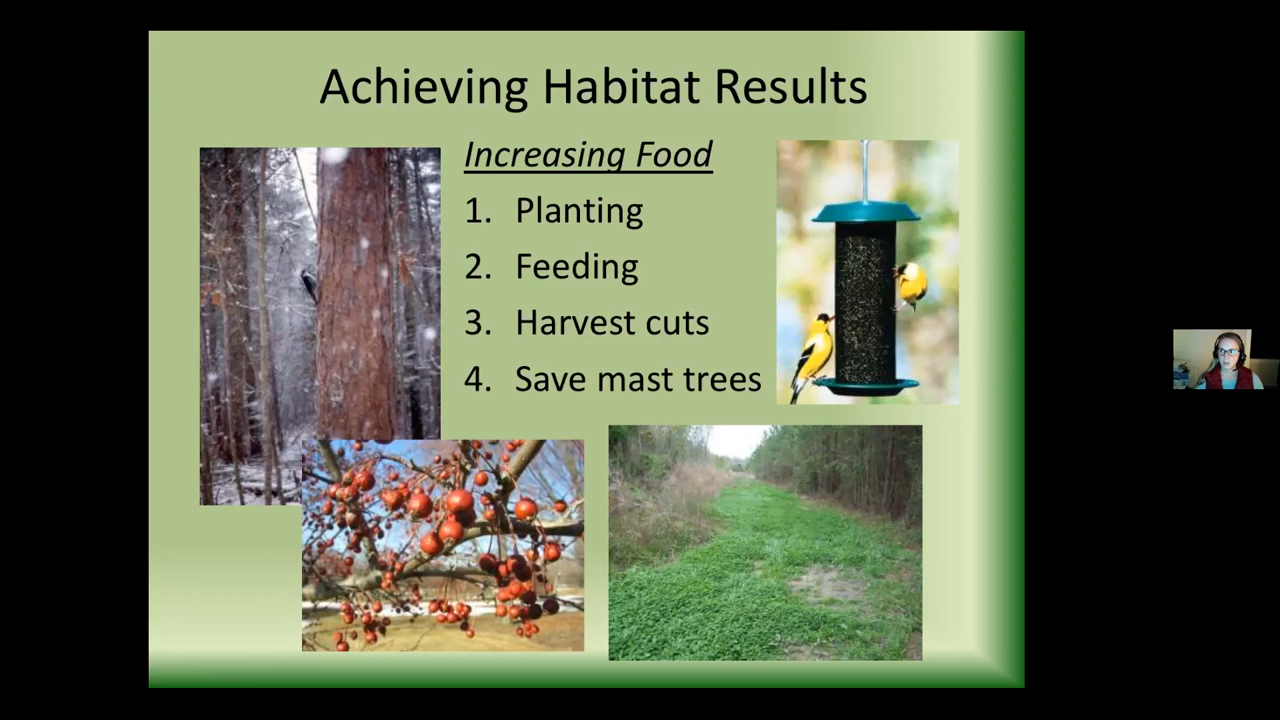 Achieving Habitat Results
Increasing Food
1. Planting
2. Feeding
3. Harvest cuts
4. Save mast trees